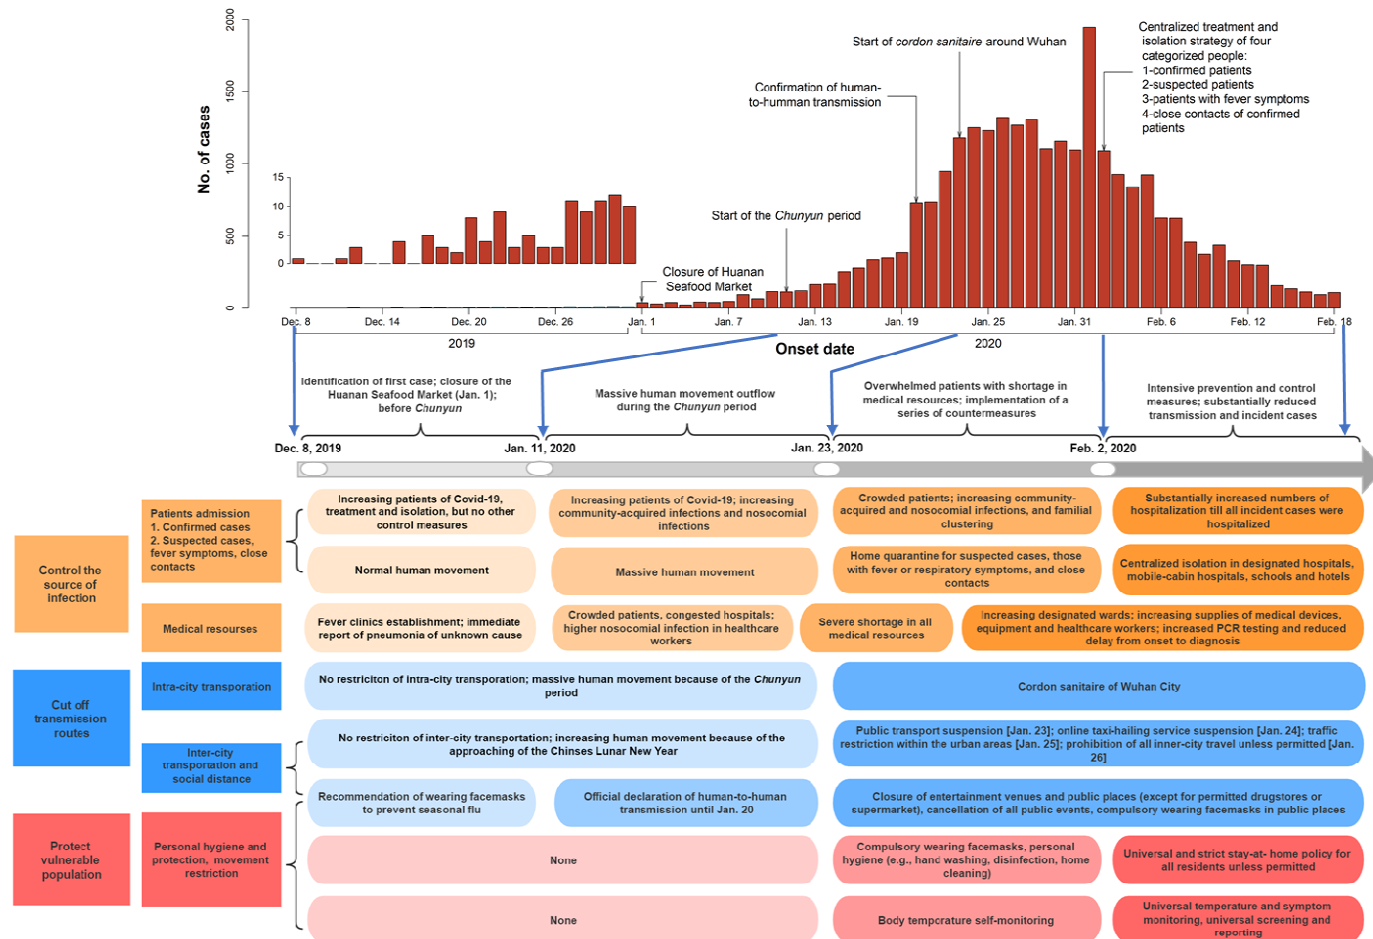 2000
Start of cordon sanitaire around Wuhan
Centralized treatment and
isolation strategy of four
categorized people:
1-confirmed patients
2-suspected patients
3-patients with fever symptoms
4-close contacts of confirmed
patients
1500
Confirmation of human-
to-humman transmission
No. of cases
1000
15
10
5
0
Start of the Chunyun period
500
Closure of Huanan
Seafood Market
0
Dec. 8
Dec. 14
Dec. 20
Dec. 26
Jan. 1
Jan. 7
Jan. 13
Jan. 19
Jan. 25
Jan. 31
Feb. 6
Feb. 12
Feb. 18
2019
Onset date
2020
Identification of first case; closure of the
Huanan Seafood Market (Jan. 1);
before Chunyun
Massive human movement outflow
during the Chunyun period
Overwhelmed patients with shortage in
medical resources; implementation of a
series of countermeasures
Intensive prevention and control
measures; substantially reduced
transmission and incident cases
Dec. 8, 2019
Jan. 11, 2020
Jan. 23, 2020
Feb. 2, 2020
Control the
source of
infection
Patients admission
1. Confirmed cases
2. Suspected cases,
fever symptoms, close
contacts
Increasing patients of Covid-19,
treatment and isolation, but no other
control measures
Increasing patients of Covid-19; increasing
community-acquired infections and nosocomial
infections
Crowded patients; increasing community-
acquired and nosocomial infections, and familial
clustering
Substantially increased numbers of
hospitalization till all incident cases were
hospitalized
Normal human movement
Massive human movement
Home quarantine for suspected cases, those
with fever or respiratory symptoms, and close
contacts
Centralized isolation in designated hospitals,
mobile-cabin hospitals, schools and hotels.
Medical resourses
Fever clinics establishment; immediate
report of pneumonia of unknown cause
Crowded patients, congested hospitals;
higher nosocomial infection in healthcare
workers
Severe shortage in all
medical resources
Increasing designated wards; increasing supplies of medical devices,
equipment and healthcare workers; increased PCR testing and reduced
delay from onset to diagnosis
Cut off
transmission
routes
Intra-city transporation
No restriciton of intra-city transporation; massive human movement because of the Chunyun
period
Cordon sanitaire of Wuhan City
Inter-city
transportation and
social distance
No restriciton of inter-city transportation; increasing human movement because of the
approaching of the Chinses Lunar New Year
Public transport suspension [Jan. 23]; online taxi-hailing service suspension [Jan. 24]; traffic
restriction within the urban areas [Jan. 25]; prohibition of all inner-city travel unless permitted [Jan.
26]
Recommendation of wearing facemasks
to prevent seasonal flu
Official declaration of human-to-human
transmission until Jan. 20
Closure of entertainment venues and public places (except for permitted drugstores or
supermarket), cancellation of all public events, compulsory wearing facemasks in public places
Protect
vulnerable
population
Personal hygiene and
protection, movement
restriction
None
Compulsory wearing facemasks, personal
hygiene (e.g., hand washing, disinfection, home
cleaning)
Universal and strict stay-at- home policy for
all residents unless permitted
None
Body temporature self-monitoring
Universal temperature and symptom
monitoring, universal screening and
reporting